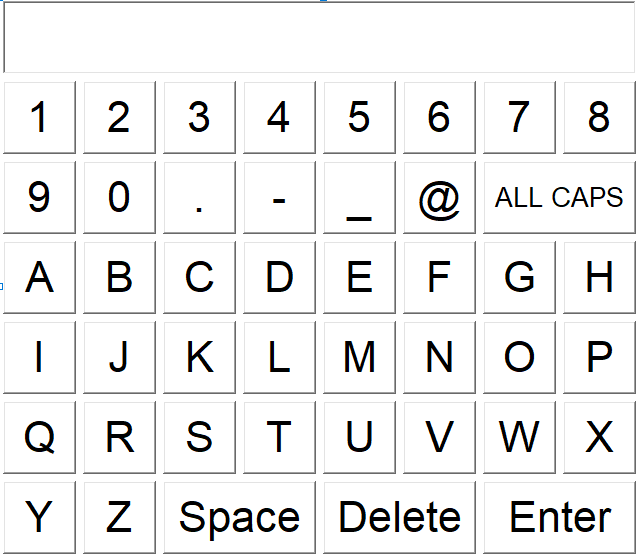 1 2 3 4 5 6 7 8
9 0 . - _ @ ALL CAPS
A B C D E F G H
I J K L M N O P
Q R S T U V W X
Y Z Space Delete Enter